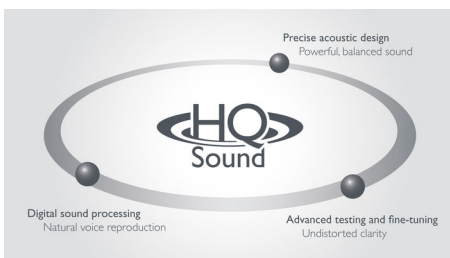 Precise acoustic design
Powerful, balanced sound
HQ
Sound
Digital sound processing
Natural voice reproduction
Advanced testing and fine-tuning
Undistorted clarity